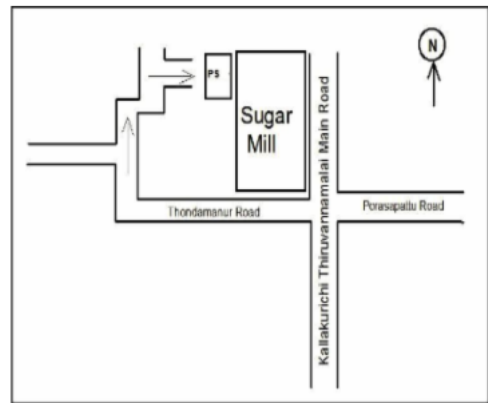 N
PS
Sugar
Mill
Kallakurichi Thiruvannamalai Main Road
Thondamanur Road
Porasapattu Road